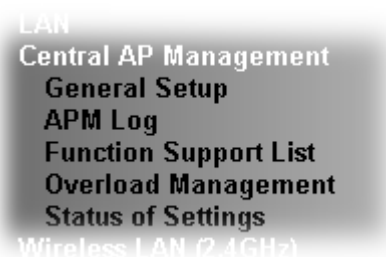 LAN
Central AP Management
General Setup
APM Log
Function Support List
Overload Management
Status of Settings
Wireless LAN (2.4GHz)